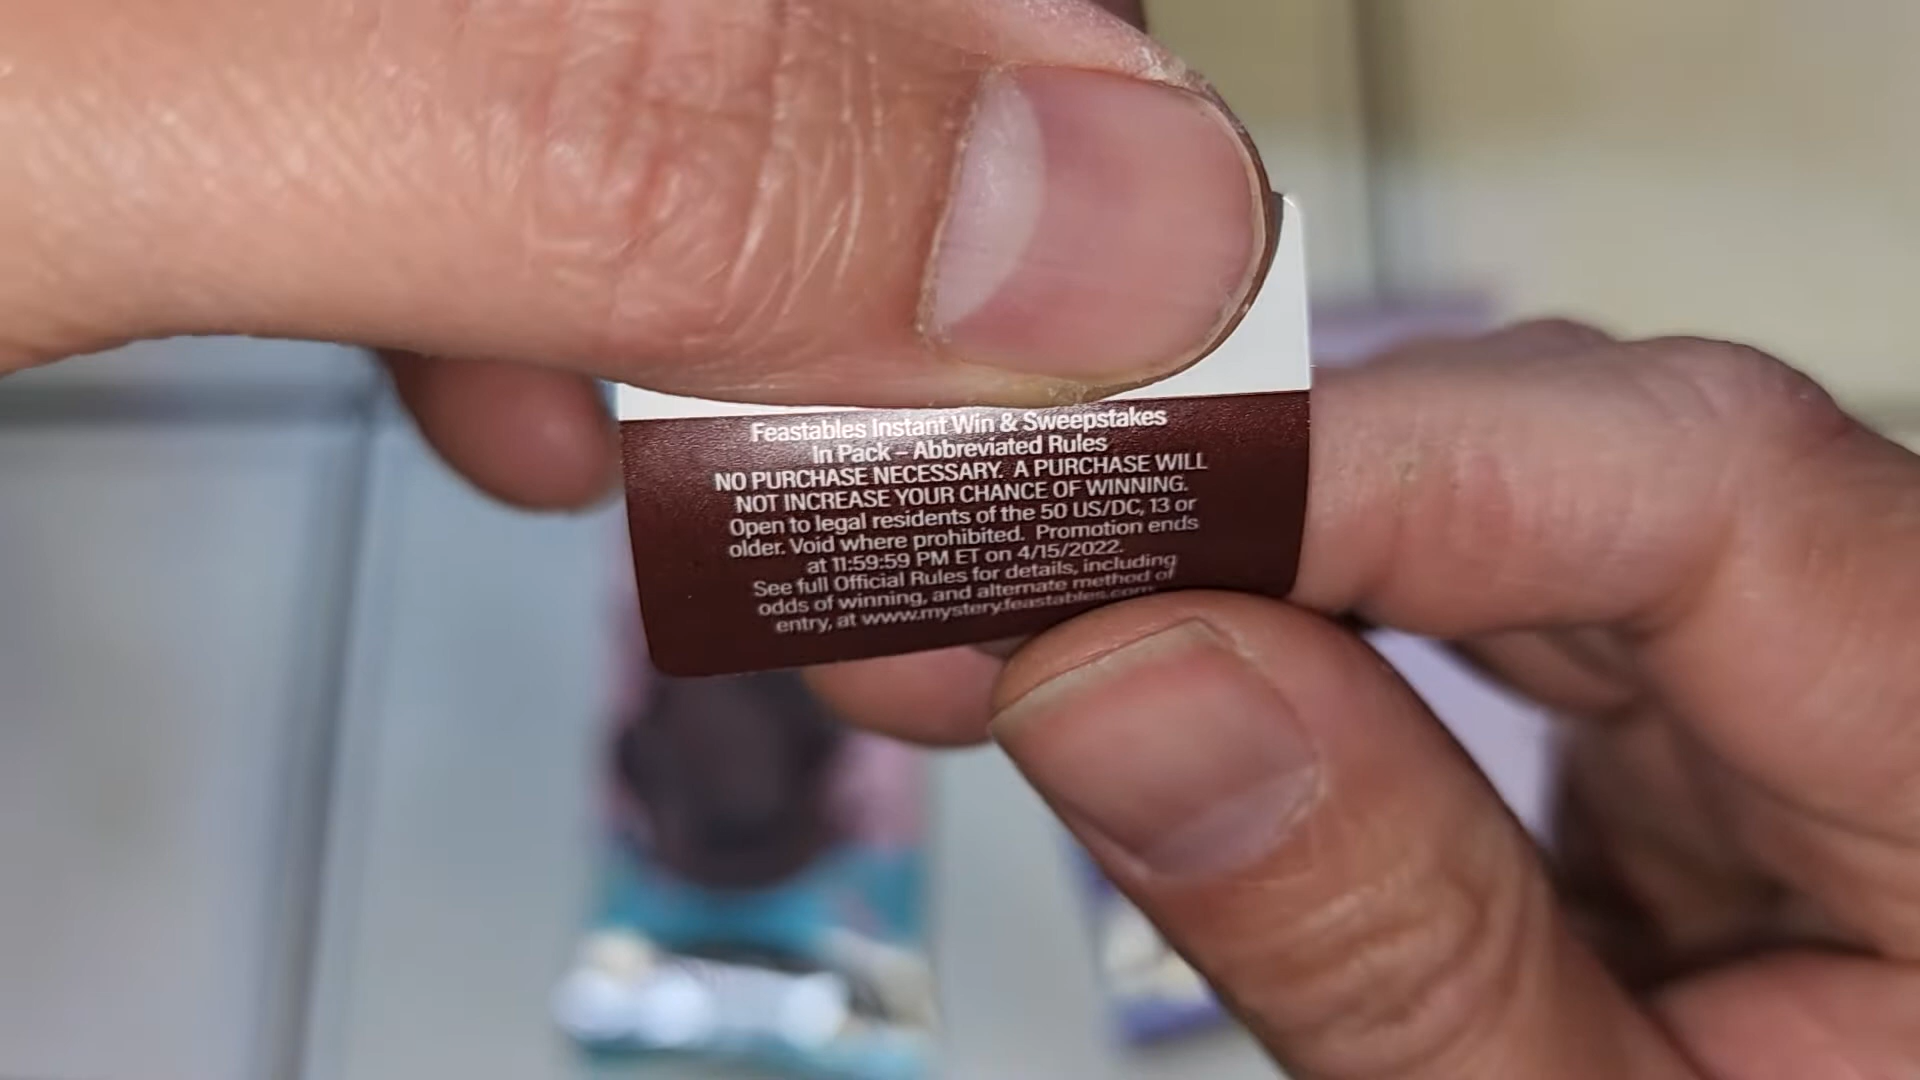 Feastables Instant Win & Sweepstakes
In Pack – Abbreviated Rules
NO PURCHASE NECESSARY. A PURCHASE WILL
NOT INCREASE YOUR CHANCE OF WINNING.
Open to legal residents of the 50 US/DC, 13 or
older. Void where prohibited. Promotion ends
at 11:59:59 PM ET on 4/15/2022.
See full Official Rules for details, including
odds of winning, and alternate method of
entry, at www.mystery.feastables.com